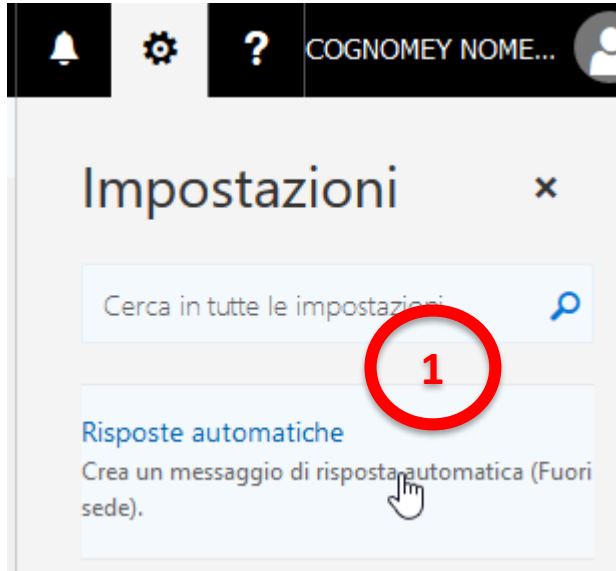 ? COGNOMEY NOME...
Impostazioni ×
Cerca in tutte le impostazioni
1
Risposte automatiche
Crea un messaggio di risposta automatica (Fuori
sede).